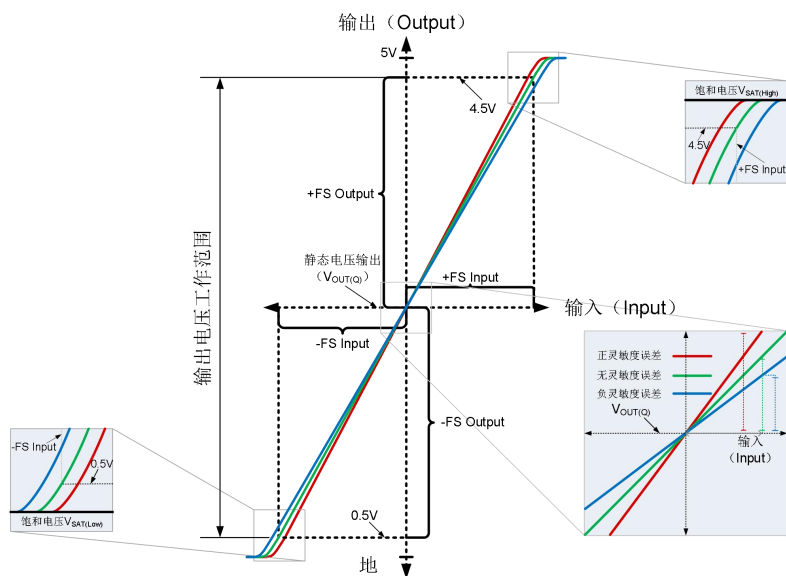 输出（Output）
5V
4.5V
饱和电压VSAT(High)
4.5V
+FS Input
+FS Output
输出电压工作范围
静态电压输出
（VOUT(Q)）
+FS Input
输入（Input）
-FS Input
正灵敏度误差
无灵敏度误差
负灵敏度误差
VOUT(Q)
输入
（Input）
-FS Output
-FS Input
0.5V
饱和电压VSAT(Low)
0.5V
地